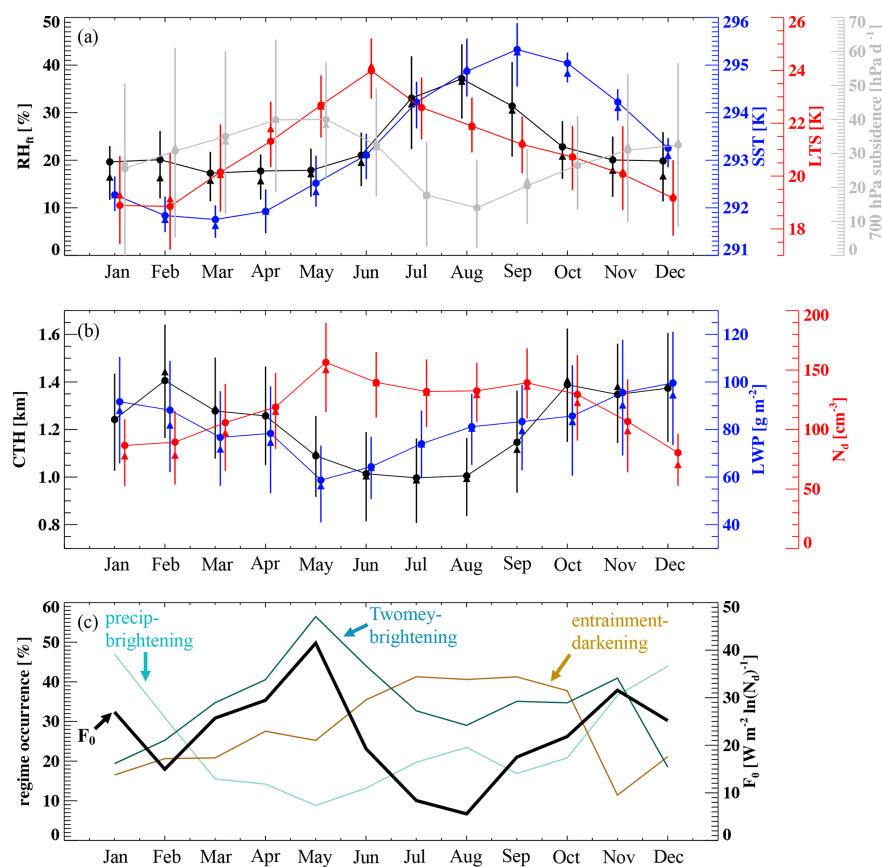 (a)
50
40
30
20
10
0
RH_ft [%]
296
295
294
293
292
291
SST [K]
26
24
22
20
18
LTS [K]
70
60
50
40
30
20
10
0
700 hPa subsidence [hPa d⁻¹]
Jan Feb Mar Apr May Jun Jul Aug Sep Oct Nov Dec
(b)
1.6
1.4
1.2
1.0
0.8
CTH [km]
120
100
80
60
40
LWP [g m⁻²]
200
150
100
50
0
N_d [cm⁻³]
Jan Feb Mar Apr May Jun Jul Aug Sep Oct Nov Dec
(c)
60
50
40
30
20
10
0
regime occurrence [%]
precip-
brightening
Twomey-
brightening
entrainment-
darkening
F₀
50
40
30
20
10
0
F₀ [W m⁻² ln(N_d)⁻¹]
Jan Feb Mar Apr May Jun Jul Aug Sep Oct Nov Dec